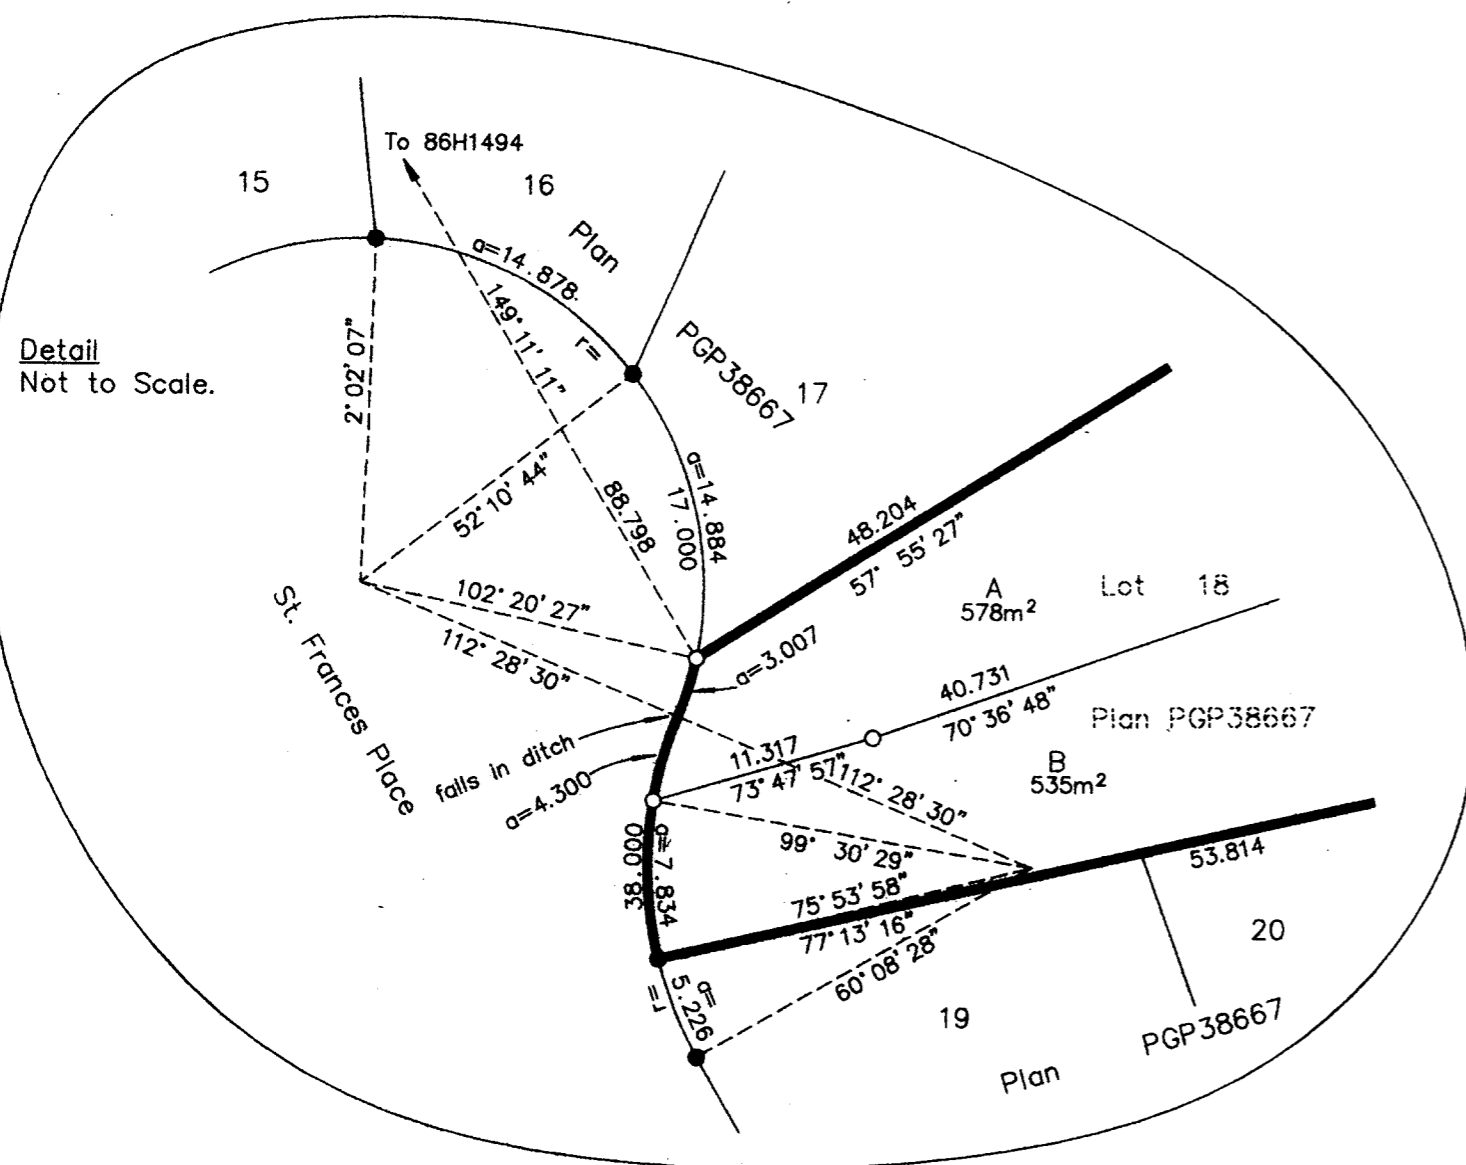 To 86H1494
15
16
Plan
a=14.878
r=
149° 11' 11"
PGP38667
17
Detail
Not to Scale.
2° 02' 07"
52° 10' 44"
88.798
a=14.884
17.000
48.204
57° 55' 27"
A
578m²
Lot 18
102° 20' 27"
112° 28' 30"
St. Frances Place
a=3.007
40.731
70° 36' 48"
Plan PGP38667
falls in ditch
11.317
73° 47' 57"
112° 28' 30"
B
535m²
a=4.300
38.000
a=7.834
99° 30' 29"
75° 53' 58"
77° 13' 16"
53.814
60° 08' 28"
20
r=
a=
5.226
19
PGP38667
Plan